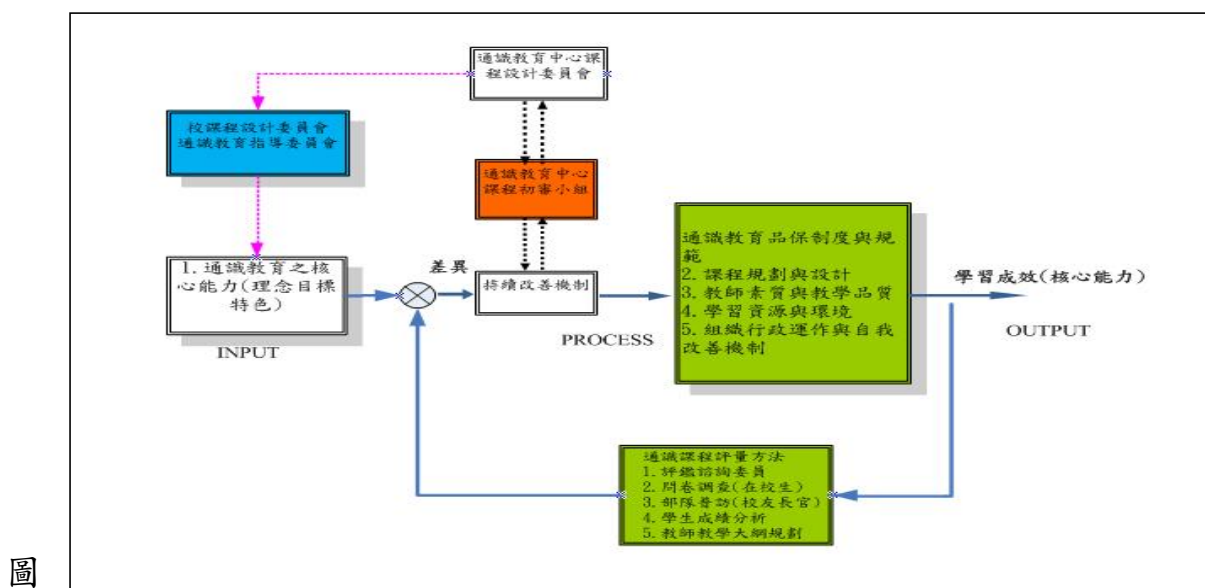 通識教育中心課
程設計委員會
校課程設計委員會
通識教育指導委員會
通識教育中心
課程初審小組
1. 通識教育之核
心能力(理念目標
特色)
INPUT
差異
持續改善機制
PROCESS
通識教育品保制度與規
範
2. 課程規劃與設計
3. 教師素質與教學品質
4. 學習資源與環境
5. 組織行政運作與自我
改善機制
學習成效(核心能力)
OUTPUT
通識課程評量方法
1. 評鑑諮詢委員
2. 問卷調查(在校生)
3. 部隊普訪(校友長官)
4. 學生成績分析
5. 教師教學大綱規劃
圖